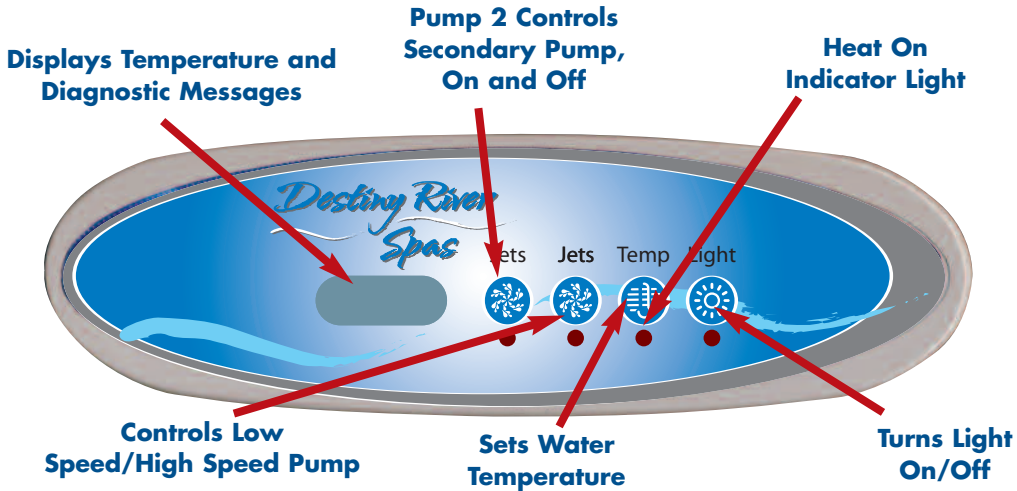 Pump 2 Controls
Secondary Pump,
On and Off
Displays Temperature and
Diagnostic Messages
Heat On
Indicator Light
Destiny River
Spas
Jets Jets Temp Light
Controls Low
Speed/High Speed Pump
Sets Water
Temperature
Turns Light
On/Off